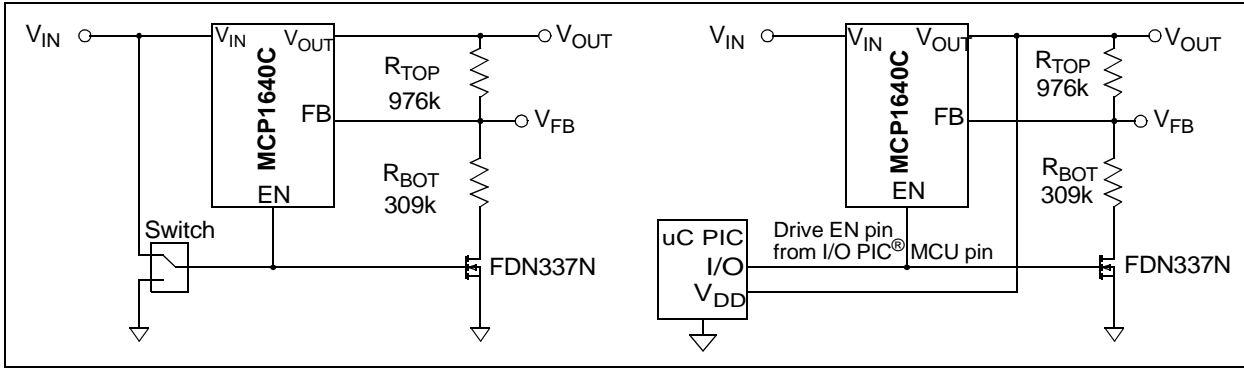 VIN
VIN
VOUT
VOUT
RTOP
976k
MCP1640C
FB
VFB
RBOT
309k
EN
Switch
FDN337N
VIN
VIN
VOUT
VOUT
RTOP
976k
MCP1640C
FB
VFB
RBOT
309k
EN
uC PIC
Drive EN pin
from I/O PIC® MCU pin
I/O
VDD
FDN337N